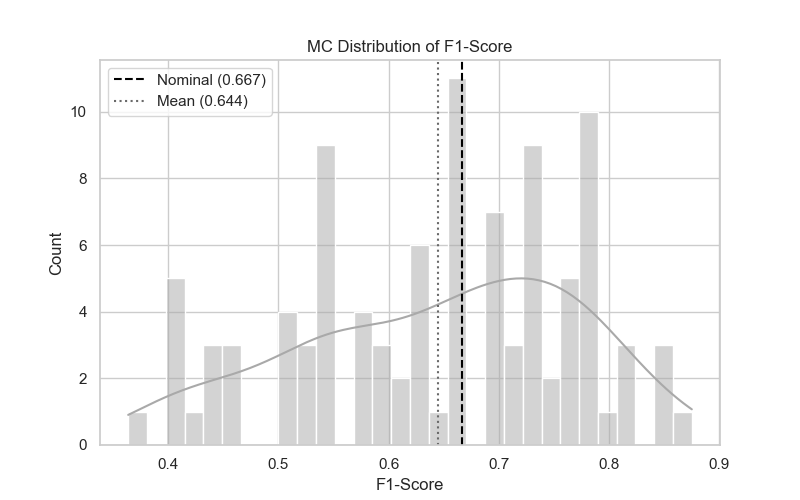 MC Distribution of F1-Score
Nominal (0.667)
Mean (0.644)
10
8
6
4
2
0
Count
0.4 0.5 0.6 0.7 0.8 0.9
F1-Score